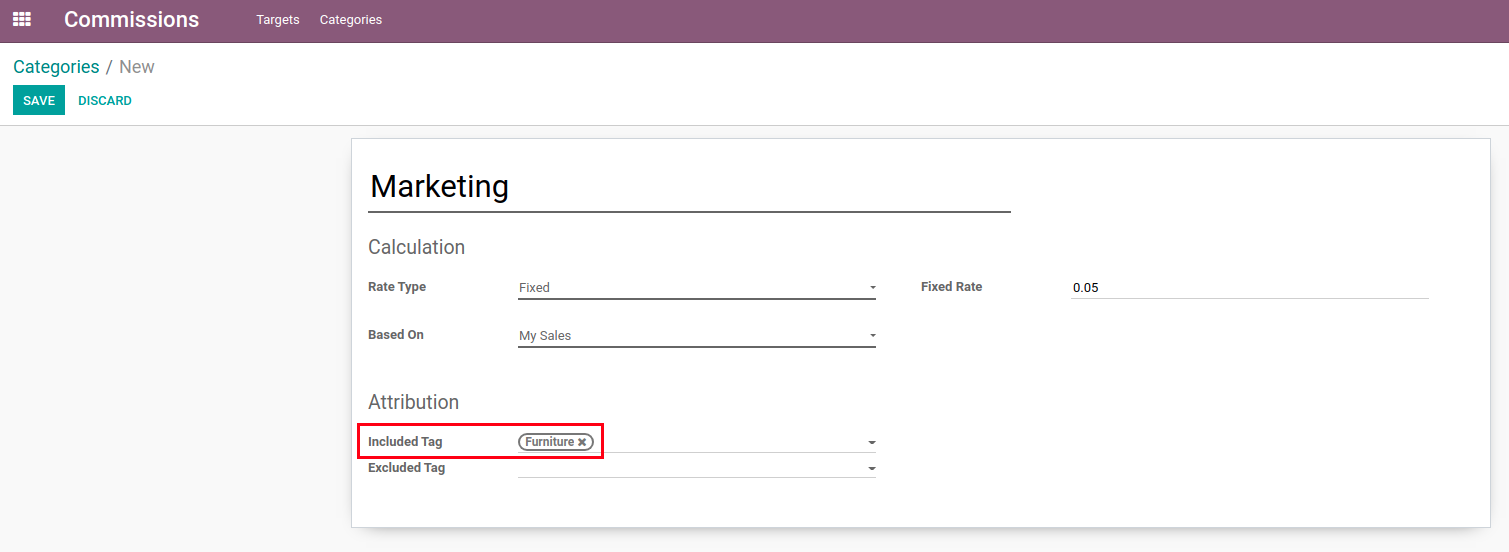 Commissions Targets Categories
Categories / New
SAVE DISCARD
Marketing
Calculation
Rate Type Fixed Fixed Rate 0.05
Based On My Sales
Attribution
Included Tag Furniture ✖
Excluded Tag